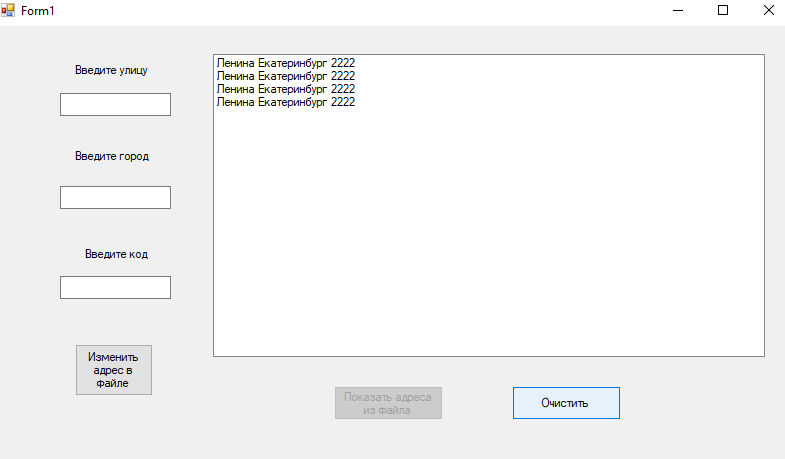 Form1
Введите улицу
Введите город
Введите код
Изменить
адрес в
файле
Ленина Екатеринбург 2222
Ленина Екатеринбург 2222
Ленина Екатеринбург 2222
Ленина Екатеринбург 2222
Показать адреса
из файла
Очистить